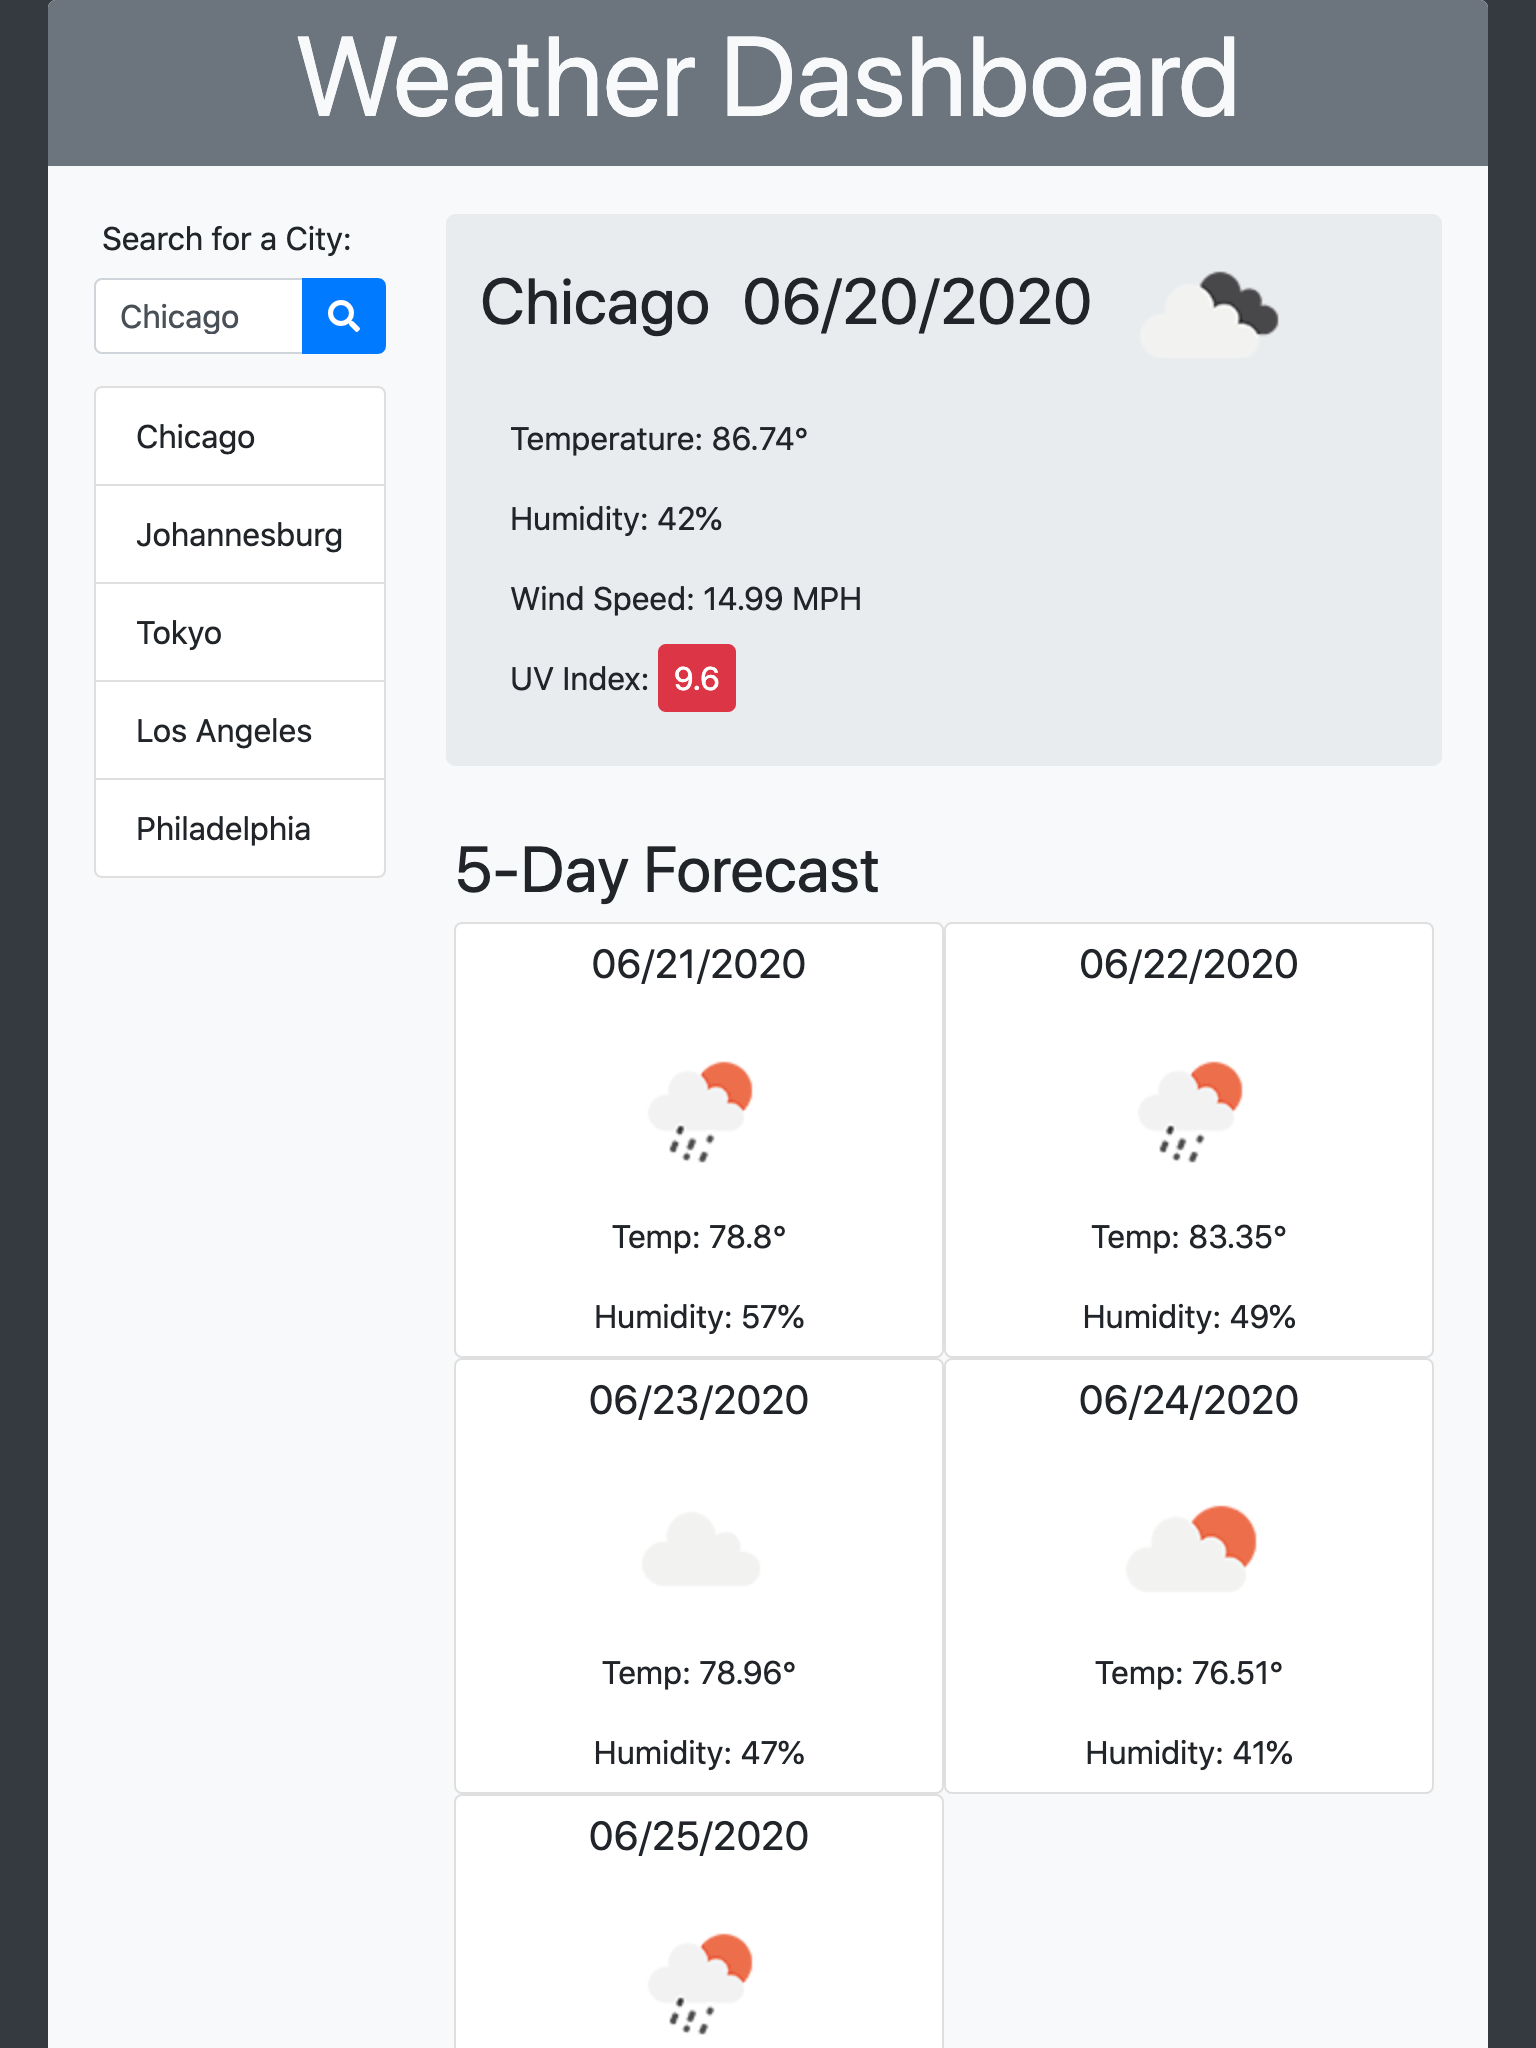 Weather Dashboard
Search for a City:
Chicago
Chicago
Johannesburg
Tokyo
Los Angeles
Philadelphia
Chicago 06/20/2020
Temperature: 86.74°
Humidity: 42%
Wind Speed: 14.99 MPH
UV Index: 9.6
5-Day Forecast
06/21/2020
Temp: 78.8°
Humidity: 57%
06/22/2020
Temp: 83.35°
Humidity: 49%
06/23/2020
Temp: 78.96°
Humidity: 47%
06/24/2020
Temp: 76.51°
Humidity: 41%
06/25/2020